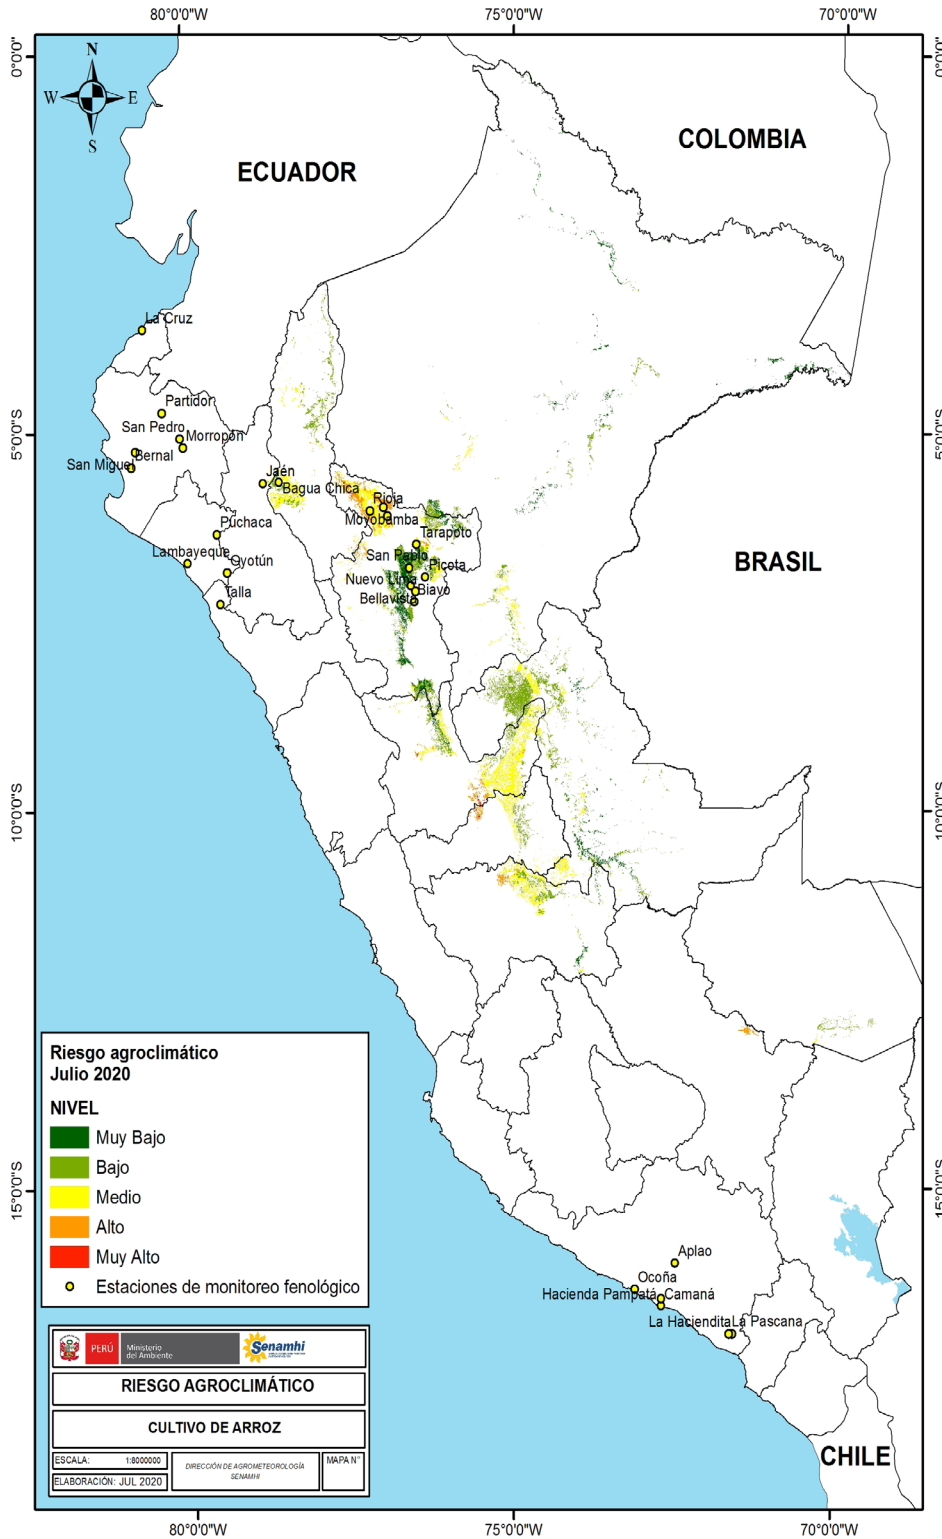 80°0'0"W
75°0'0"W
70°0'0"W
0°0'0"
0°0'0"
N
W
E
S
COLOMBIA
ECUADOR
La Cruz
Partidor
San Pedro
Morropón
Bernal
San Miguel
5°0'0"S
5°0'0"S
Jaén
Bagua Chica
Rioja
Moyobamba
Puchaca
Tarapoto
Lambayeque
Oyotún
San Pablo
Picota
Talla
Nuevo Lima
Biavo
Bellavista
BRASIL
10°0'0"S
10°0'0"S
Riesgo agroclimático
Julio 2020
NIVEL
Muy Bajo
Bajo
Medio
Alto
Muy Alto
Estaciones de monitoreo fenológico
15°0'0"S
15°0'0"S
Aplao
Ocoña
Hacienda Pampatá
Camaná
La Haciendita
La Pascana
CHILE
PERÚ
Ministerio
del Ambiente
Senamhi
RIESGO AGROCLIMÁTICO
CULTIVO DE ARROZ
ESCALA: 1:8000000
DIRECCIÓN DE AGROMETEOROLOGÍA
SENAMHI
MAPA N°
ELABORACIÓN: JUL 2020
80°0'0"W
75°0'0"W
70°0'0"W